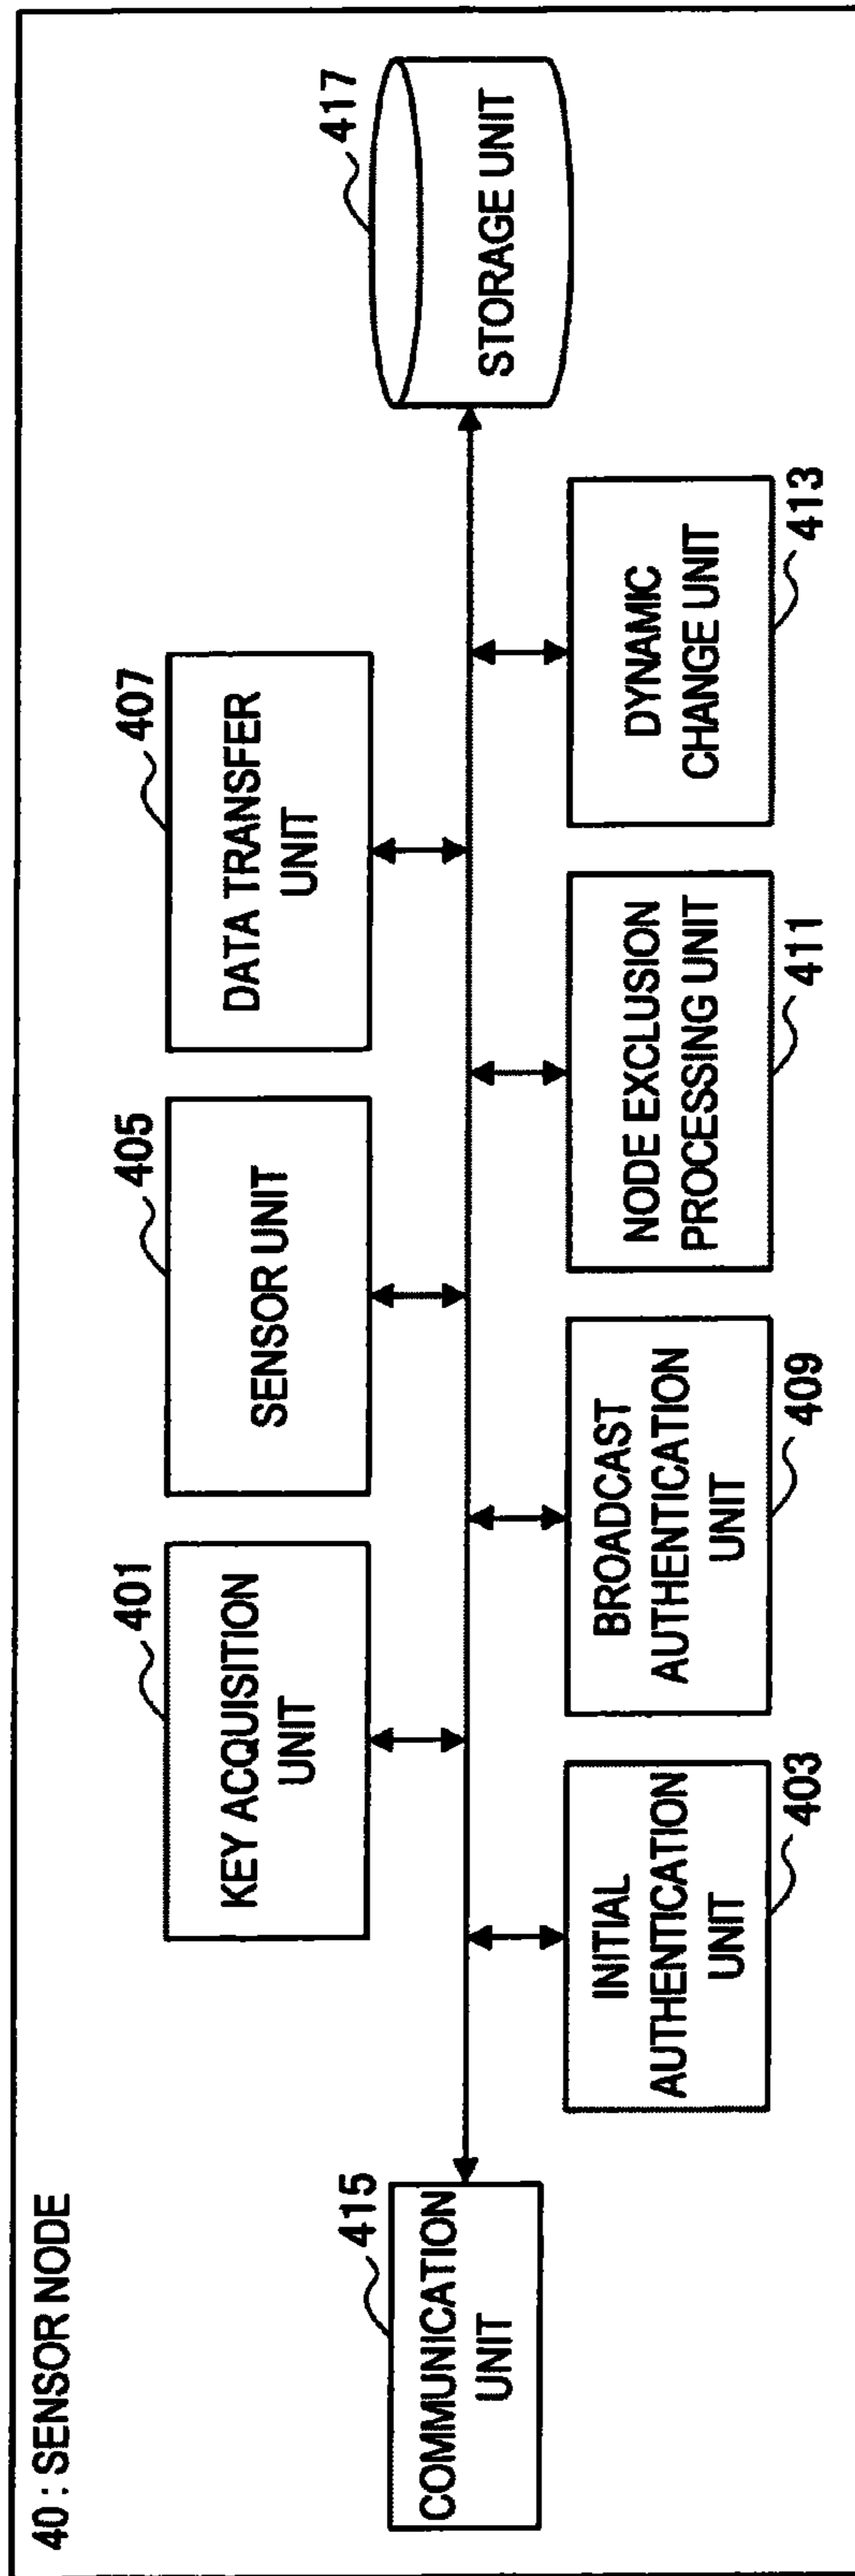 40 : SENSOR NODE
401
KEY ACQUISITION
UNIT
405
SENSOR UNIT
407
DATA TRANSFER
UNIT
415
COMMUNICATION
UNIT
417
STORAGE UNIT
INITIAL
AUTHENTICATION
UNIT
403
BROADCAST
AUTHENTICATION
UNIT
409
NODE EXCLUSION
PROCESSING UNIT
411
DYNAMIC
CHANGE UNIT
413